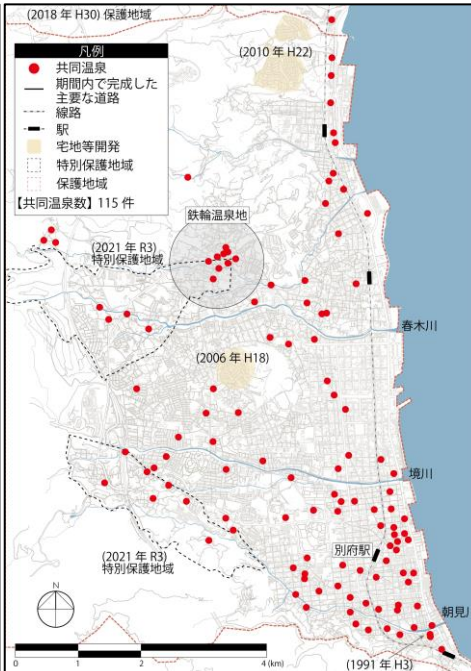 (2018 年 H30) 保護地域
凡例
共同温泉
期間内で完成した
主要な道路
線路
駅
宅地等開発
特別保護地域
保護地域
【共同温泉数】 115 件
(2010 年 H22)
鉄輪温泉地
(2021 年 R3)
特別保護地域
春木川
(2006 年 H18)
境川
(2021 年 R3)
特別保護地域
別府駅
朝見川
(1991 年 H3)
N
0 1 2 4 (km)